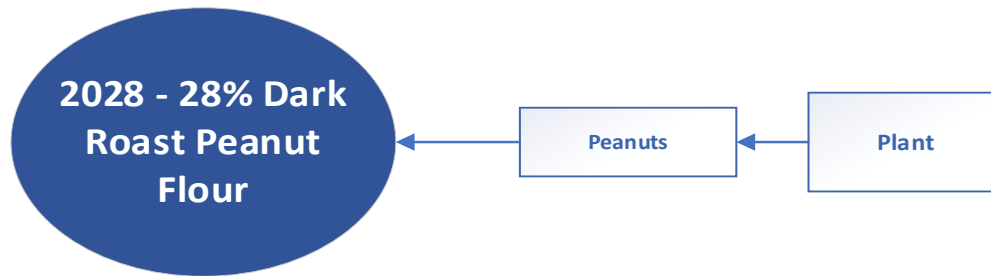 2028 - 28% Dark
Roast Peanut
Flour
Peanuts
Plant